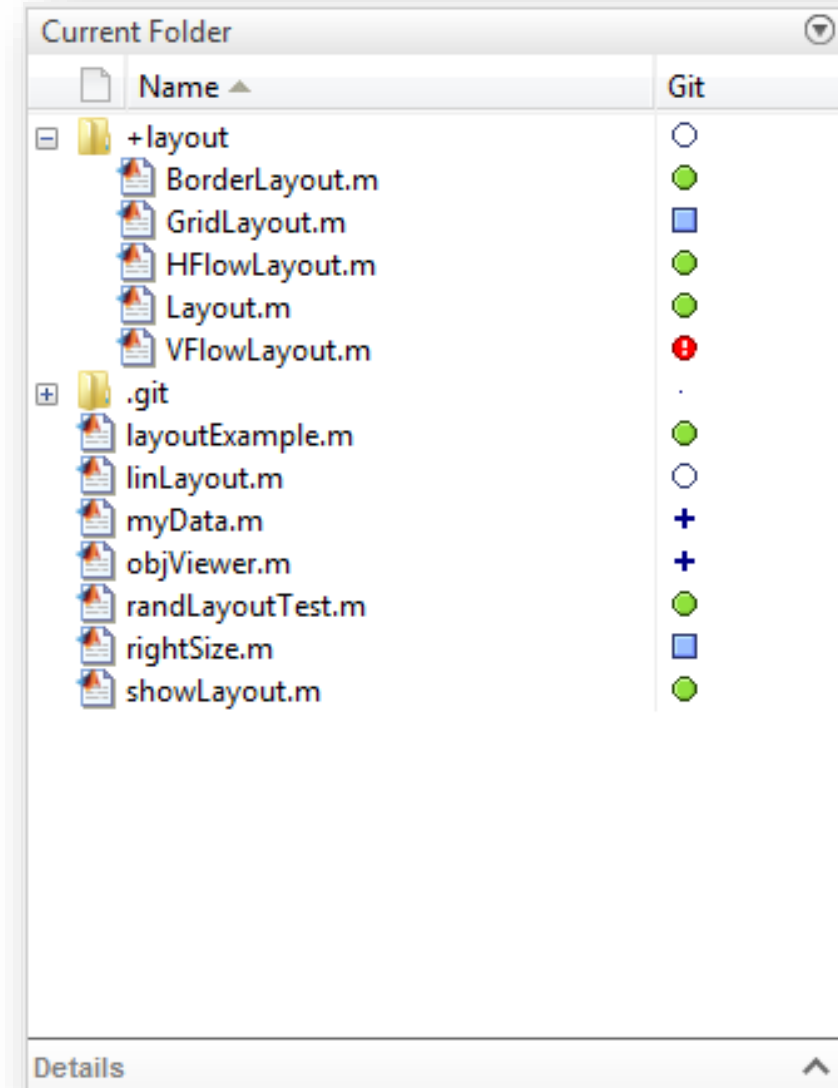 Current Folder
Name Git
+layout
BorderLayout.m
GridLayout.m
HFlowLayout.m
Layout.m
VFlowLayout.m
.git
layoutExample.m
linLayout.m
myData.m
objViewer.m
randLayoutTest.m
rightSize.m
showLayout.m
Details